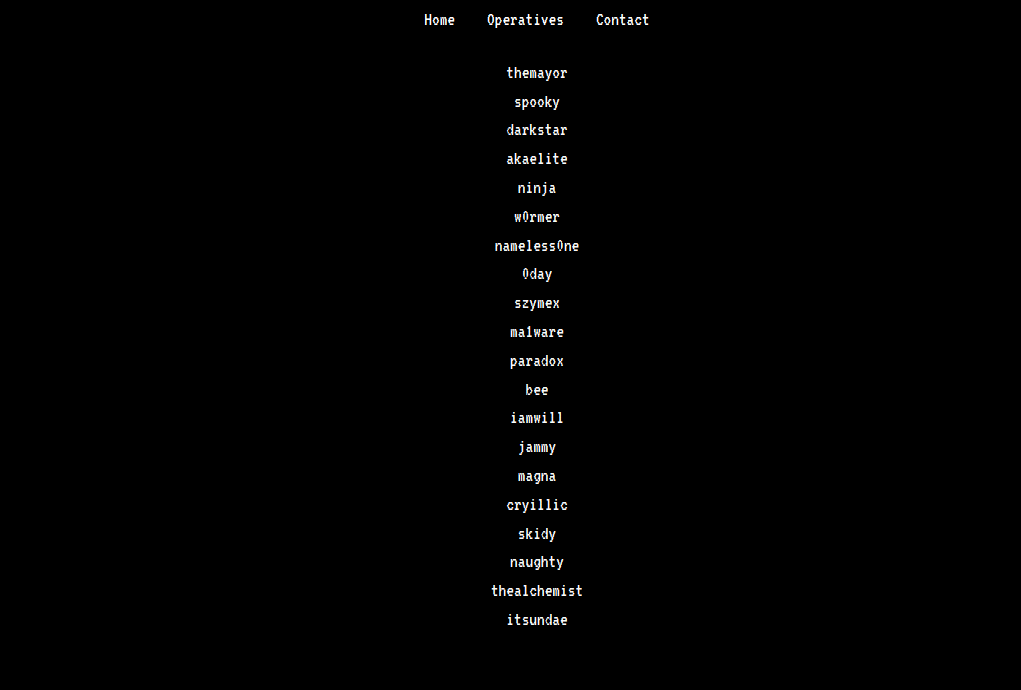 Home Operatives Contact
themayor
spooky
darkstar
akaelite
ninja
w0rmer
nameless0ne
0day
szymex
ma1ware
paradox
bee
iamwill
jammy
magna
cryillic
skidy
naughty
thealchemist
itsundae